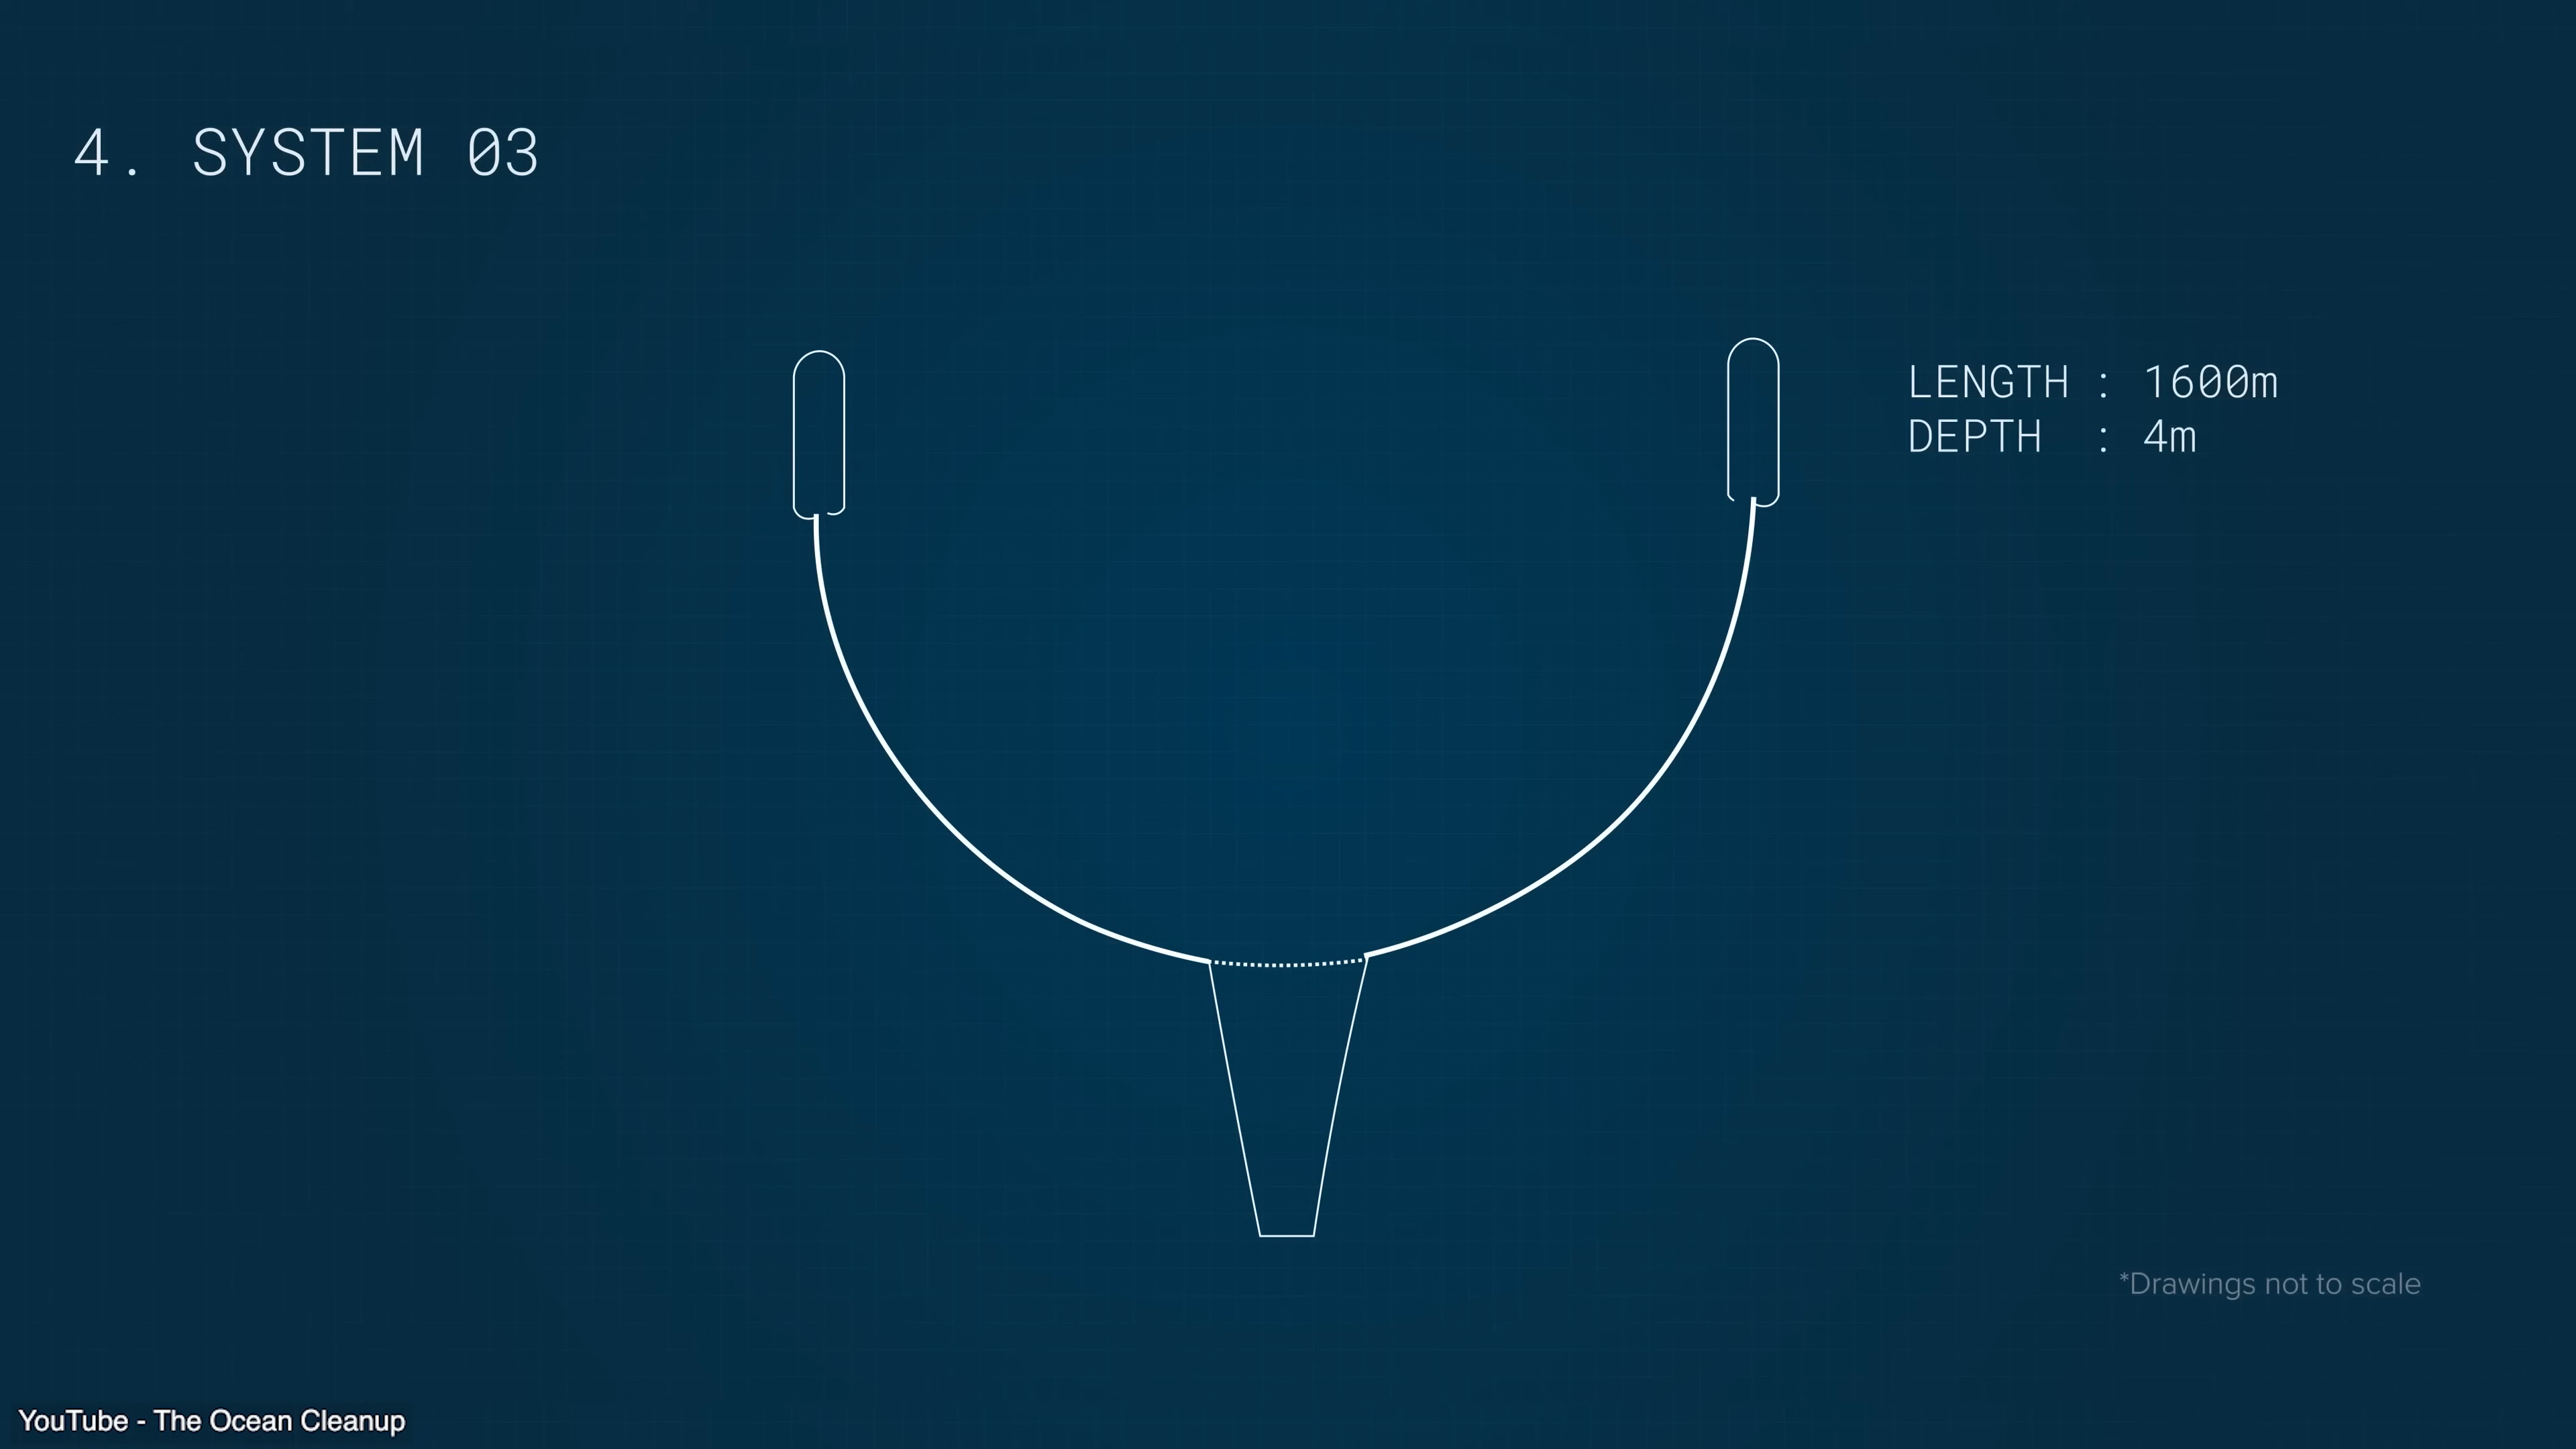 4. SYSTEM 03
LENGTH : 1600m
DEPTH : 4m
*Drawings not to scale
YouTube - The Ocean Cleanup